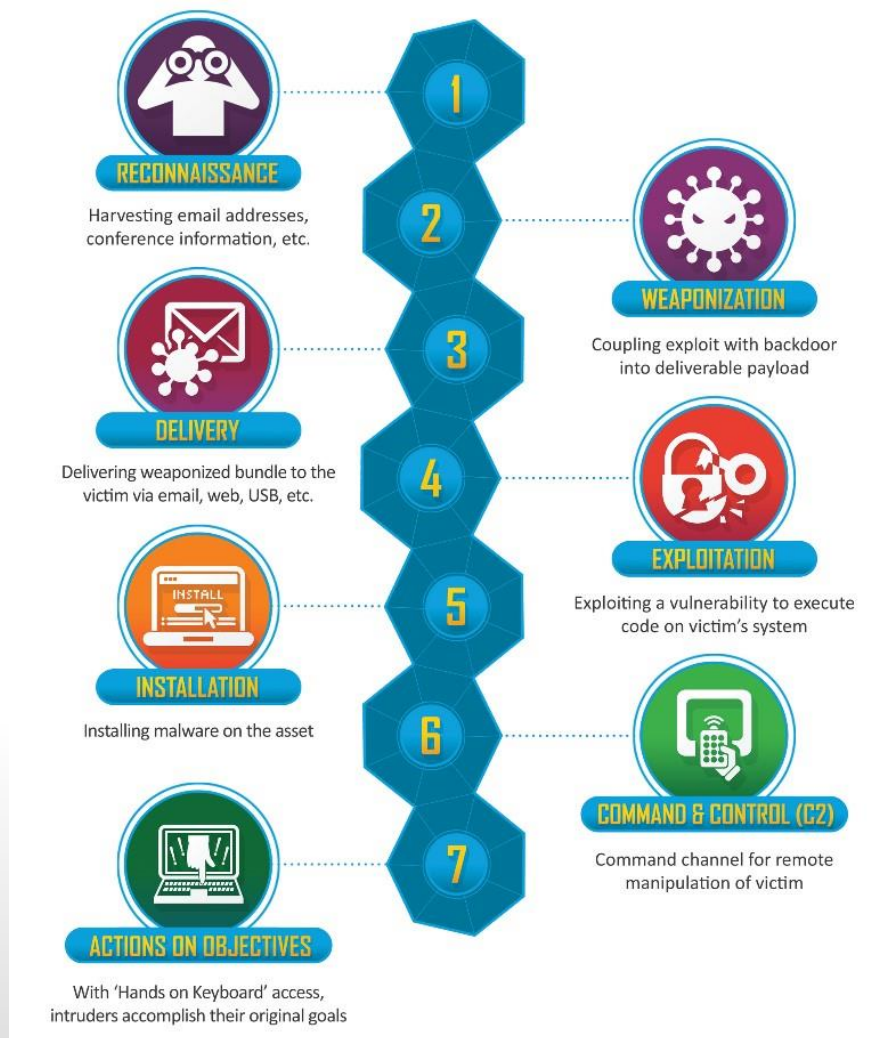 1
RECONNAISSANCE
Harvesting email addresses,
conference information, etc.
2
WEAPONIZATION
Coupling exploit with backdoor
into deliverable payload
3
DELIVERY
Delivering weaponized bundle to the
victim via email, web, USB, etc.
4
EXPLOITATION
Exploiting a vulnerability to execute
code on victim's system
5
INSTALL
INSTALLATION
Installing malware on the asset
6
COMMAND & CONTROL (C2)
Command channel for remote
manipulation of victim
7
ACTIONS ON OBJECTIVES
With ‘Hands on Keyboard’ access,
intruders accomplish their original goals